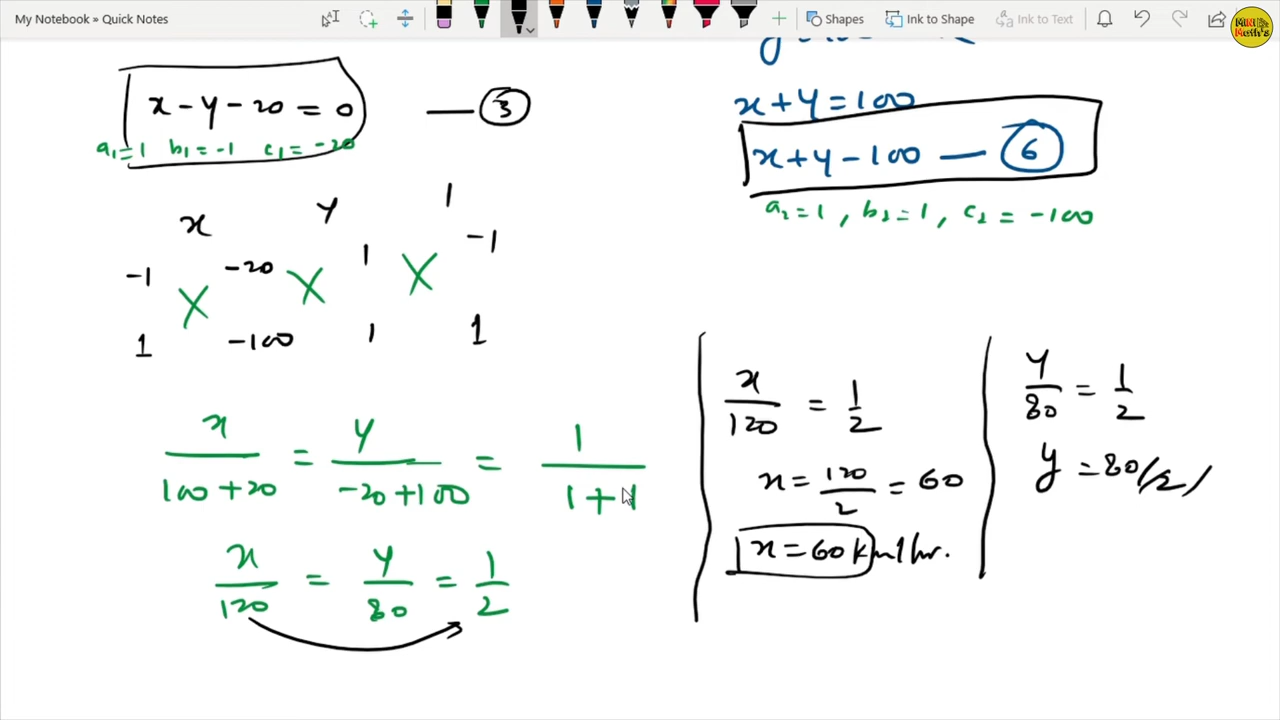 My Notebook » Quick Notes
Shapes
Ink to Shape
Ink to Text
MINI
Math's
x - y - 20 = 0 — 3
a₁ = 1 b₁ = -1 c₁ = -20
x y 1
-1 -20 1 -1
1 -100 1 1
x/(100 + 20) = y/(-20 + 100) = 1/(1 + 1)
x/120 = y/80 = 1/2
x + y = 100
x + y - 100 — 6
a₂ = 1 , b₂ = 1 , c₂ = -100
x/120 = 1/2
x = 120/2 = 60
x = 60 km/hr.
y/80 = 1/2
y = 80/2/